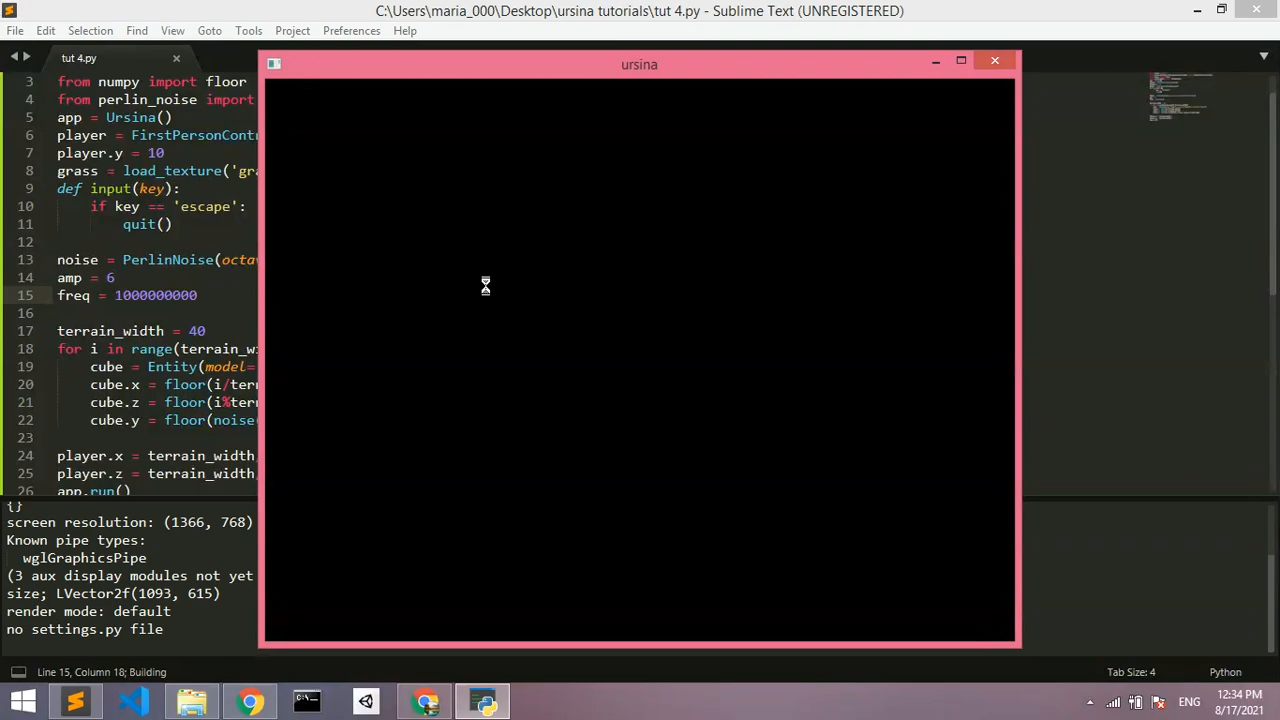 C:\Users\maria_000\Desktop\ursina tutorials\tut 4.py - Sublime Text (UNREGISTERED)
File Edit Selection Find View Goto Tools Project Preferences Help
tut 4.py
ursina
3 from numpy import floor
4 from perlin_noise import
5 app = Ursina()
6 player = FirstPersonContr
7 player.y = 10
8 grass = load_texture('gra
9 def input(key):
10 if key == 'escape':
11 quit()
12
13 noise = PerlinNoise(octa
14 amp = 6
15 freq = 1000000000
16
17 terrain_width = 40
18 for i in range(terrain_w
19 cube = Entity(model=
20 cube.x = floor(i/terr
21 cube.z = floor(i%terr
22 cube.y = floor(noise(
23
24 player.x = terrain_width
25 player.z = terrain_width
26 app.run()
{}
screen resolution: (1366, 768)
Known pipe types:
wglGraphicsPipe
(3 aux display modules not yet
size; LVector2f(1093, 615)
render mode: default
no settings.py file
Line 15, Column 18; Building
Tab Size: 4
Python
ENG
12:34 PM
8/17/2021